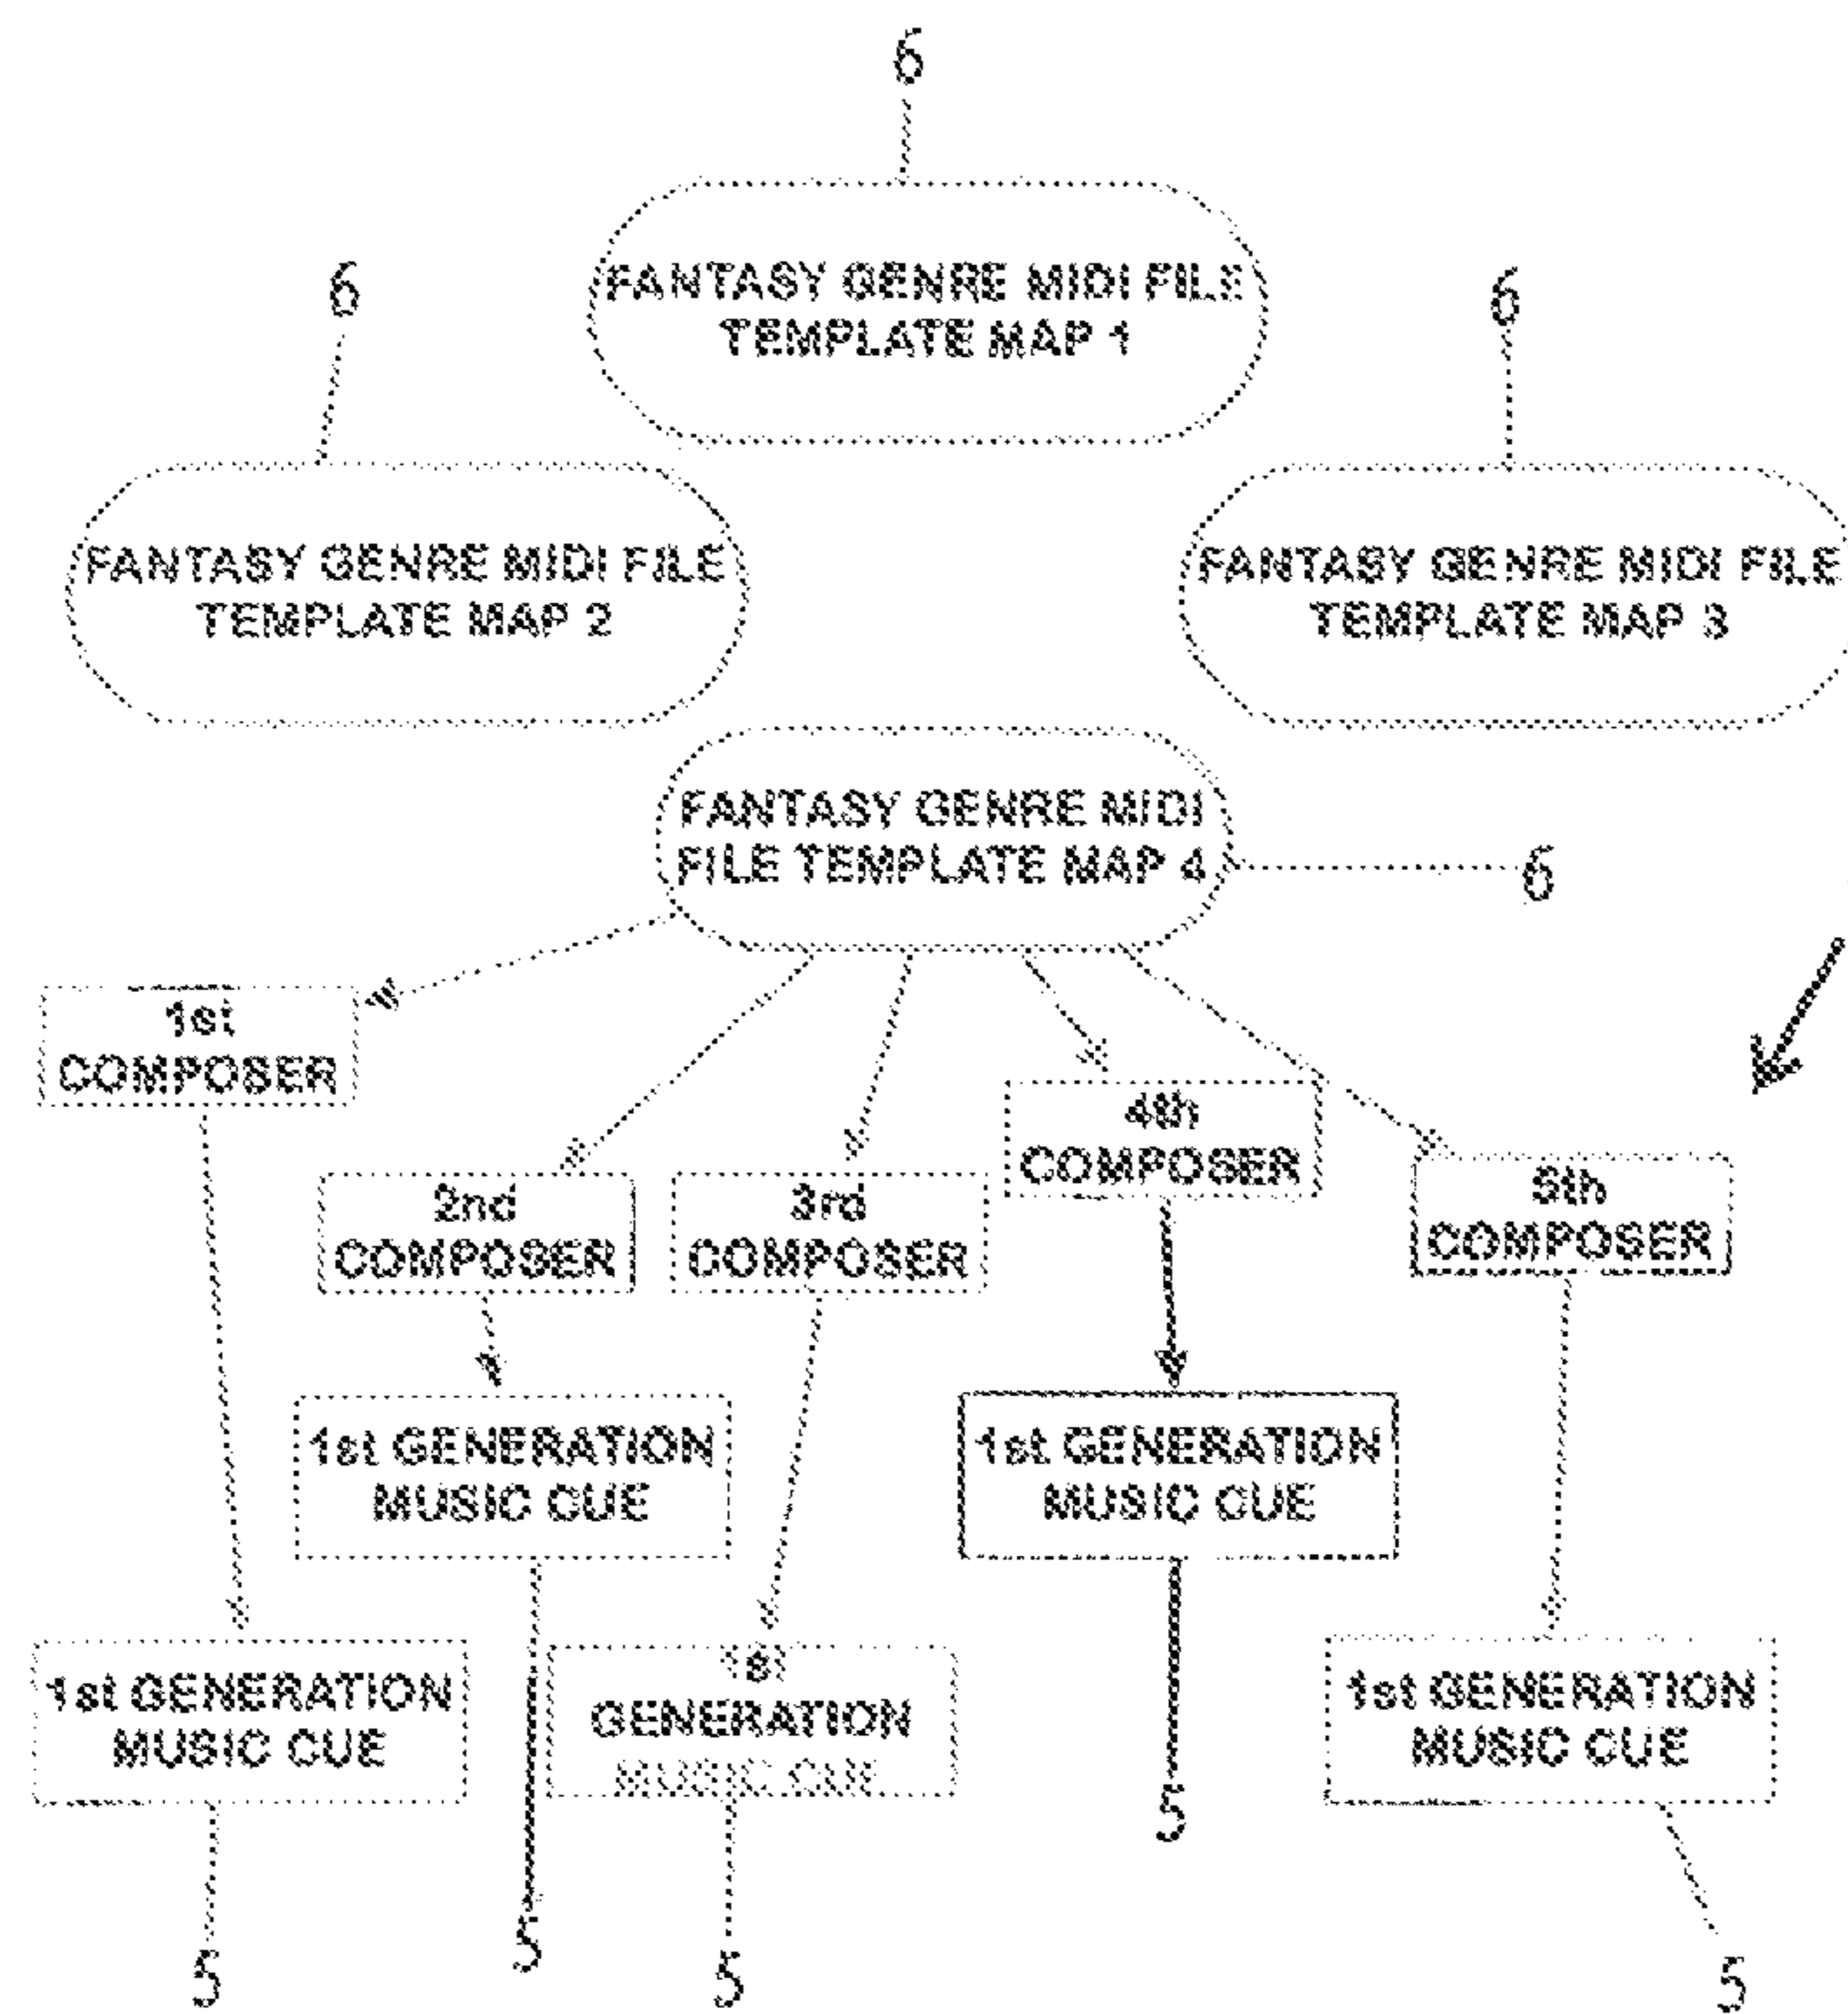 6
FANTASY GENRE MIDI FILE
TEMPLATE MAP 1
6
FANTASY GENRE MIDI FILE
TEMPLATE MAP 2
6
FANTASY GENRE MIDI FILE
TEMPLATE MAP 3
FANTASY GENRE MIDI
FILE TEMPLATE MAP 4
6
1st
COMPOSER
2nd
COMPOSER
3rd
COMPOSER
4th
COMPOSER
5th
COMPOSER
1st GENERATION
MUSIC CUE
1st GENERATION
MUSIC CUE
1st GENERATION
MUSIC CUE
1st
GENERATION
MUSIC CUE
1st GENERATION
MUSIC CUE
5
5
5
5
5